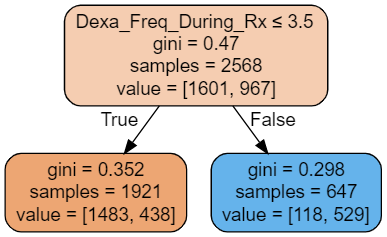 Dexa_Freq_During_Rx ≤ 3.5
gini = 0.47
samples = 2568
value = [1601, 967]
True
False
gini = 0.352
samples = 1921
value = [1483, 438]
gini = 0.298
samples = 647
value = [118, 529]